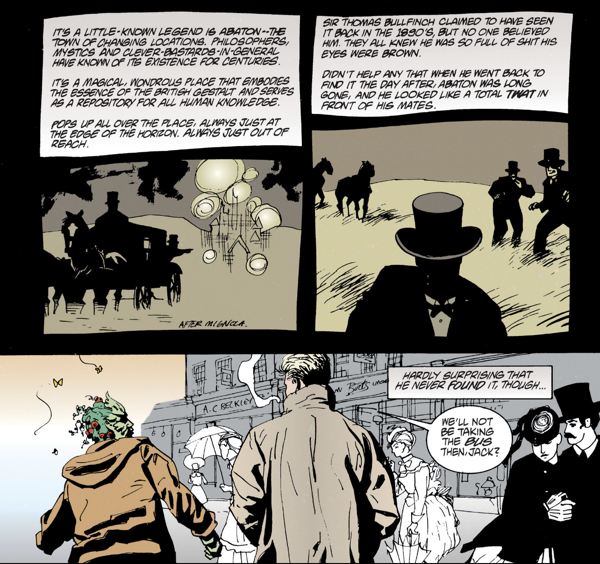 IT'S A LITTLE-KNOWN LEGEND IS ABATON--THE
TOWN OF CHANGING LOCATIONS. PHILOSOPHERS,
MYSTICS AND CLEVER-BASTARDS-IN-GENERAL
HAVE KNOWN OF ITS EXISTENCE FOR CENTURIES.
IT'S A MAGICAL, WONDROUS PLACE THAT EMBODIES
THE ESSENCE OF THE BRITISH GESTALT AND SERVES
AS A REPOSITORY FOR ALL HUMAN KNOWLEDGE.
POPS UP ALL OVER THE PLACE, ALWAYS JUST AT
THE EDGE OF THE HORIZON. ALWAYS JUST OUT OF
REACH.
SIR THOMAS BULLFINCH CLAIMED TO HAVE SEEN
IT BACK IN THE 1890'S, BUT NO ONE BELIEVED
HIM. THEY ALL KNEW HE WAS SO FULL OF SHIT HIS
EYES WERE BROWN.
DIDN'T HELP ANY THAT WHEN HE WENT BACK TO
FIND IT THE DAY AFTER, ABATON WAS LONG
GONE, AND HE LOOKED LIKE A TOTAL TWAT IN
FRONT OF HIS MATES.
AFTER MIGNOLA.
A.C BECKLEY
HARDLY SURPRISING THAT
HE NEVER FOUND IT, THOUGH...
WE'LL NOT
BE TAKING
THE BUS
THEN, JACK?